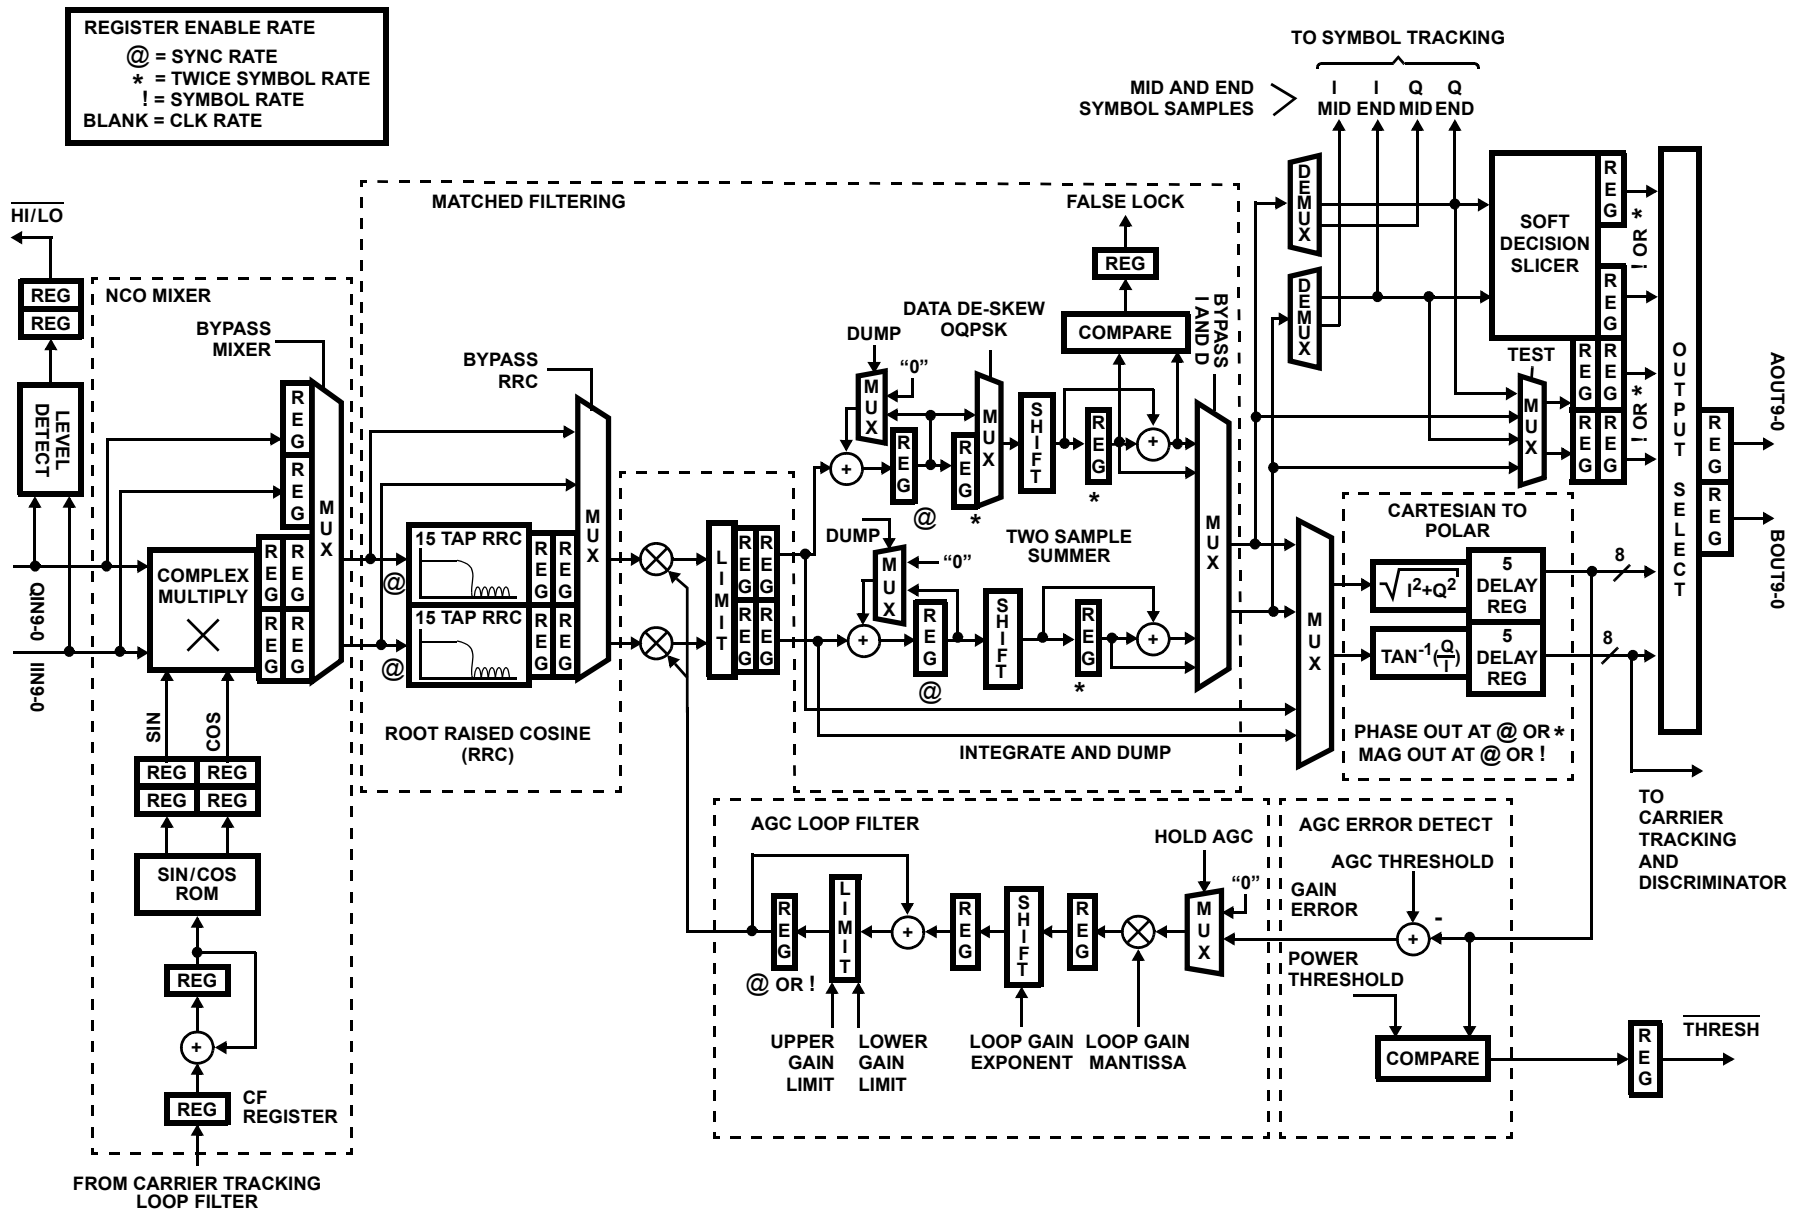 REGISTER ENABLE RATE
@ = SYNC RATE
* = TWICE SYMBOL RATE
! = SYMBOL RATE
BLANK = CLK RATE
TO SYMBOL TRACKING
MID AND END
SYMBOL SAMPLES
I I Q Q
MID END MID END
HI/LO
REG
REG
LEVEL
DETECT
QIN9-0
IIN9-0
NCO MIXER
BYPASS
MIXER
REG
REG
MUX
COMPLEX
MULTIPLY
REG
REG
REG
REG
SIN
COS
REG
REG
REG
REG
SIN/COS
ROM
REG
+
REG
CF
REGISTER
FROM CARRIER TRACKING
LOOP FILTER
MATCHED FILTERING
BYPASS
RRC
15 TAP RRC
15 TAP RRC
@
@
REG
REG
REG
REG
MUX
ROOT RAISED COSINE
(RRC)
LIMIT
REG
REG
REG
REG
FALSE LOCK
REG
COMPARE
DATA DE-SKEW
OQPSK
DUMP
"0"
MUX
+
REG
@
REG
*
MUX
SHIFT
REG
*
+
BYPASS
I AND D
MUX
TWO SAMPLE
SUMMER
DUMP
"0"
MUX
+
REG
@
SHIFT
REG
*
+
INTEGRATE AND DUMP
DEMUX
DEMUX
SOFT
DECISION
SLICER
REG
REG
* OR !
TEST
MUX
REG
REG
REG
REG
* OR !
OUTPUT SELECT
REG
REG
AOUT9-0
BOUT9-0
MUX
CARTESIAN TO
POLAR
√I2+Q2
5
DELAY
REG
8
TAN-1(Q/I)
5
DELAY
REG
8
PHASE OUT AT @ OR *
MAG OUT AT @ OR !
TO
CARRIER
TRACKING
AND
DISCRIMINATOR
AGC LOOP FILTER
HOLD AGC
"0"
MUX
REG
SHIFT
REG
+
LIMIT
REG
@ OR !
UPPER
GAIN
LIMIT
LOWER
GAIN
LIMIT
LOOP GAIN
EXPONENT
LOOP GAIN
MANTISSA
AGC ERROR DETECT
AGC THRESHOLD
GAIN
ERROR
-
+
POWER
THRESHOLD
COMPARE
REG
THRESH